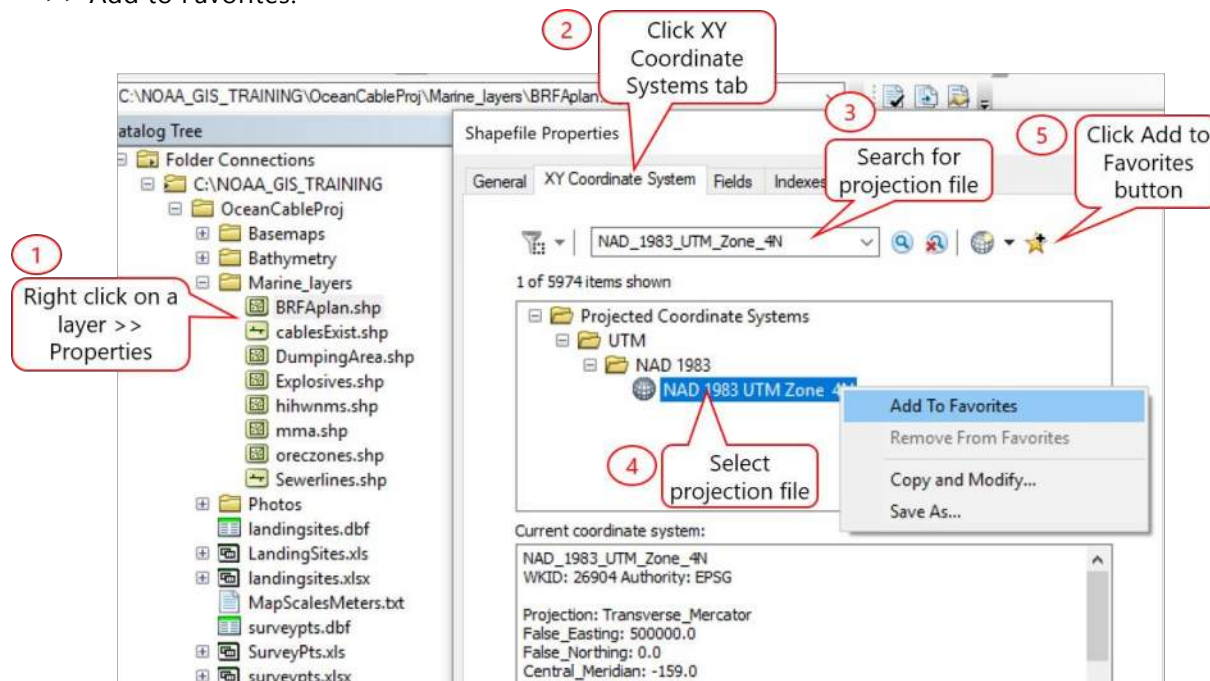 >> Add to Favorites.
2
Click XY
Coordinate
Systems tab
C:\NOAA_GIS_TRAINING\OceanCableProj\Marine_layers\BRFAplan.
3
5
atalog Tree
Shapefile Properties
Click Add to
Favorites
button
Search for
projection file
Folder Connections
C:\NOAA_GIS_TRAINING
OceanCableProj
Basemaps
Bathymetry
Marine_layers
BRFAplan.shp
cablesExist.shp
DumpingArea.shp
Explosives.shp
hihwnms.shp
mma.shp
oreczones.shp
Sewerlines.shp
Photos
landingsites.dbf
LandingSites.xls
landingsites.xlsx
MapScalesMeters.txt
surveypts.dbf
SurveyPts.xls
surveypts.xlsx
1
Right click on a
layer >>
Properties
General XY Coordinate System Fields Indexes
NAD_1983_UTM_Zone_4N
1 of 5974 items shown
Projected Coordinate Systems
UTM
NAD 1983
NAD 1983 UTM Zone 4N
Add To Favorites
Remove From Favorites
Copy and Modify...
Save As...
4
Select
projection file
Current coordinate system:
NAD_1983_UTM_Zone_4N
WKID: 26904 Authority: EPSG
Projection: Transverse_Mercator
False_Easting: 500000.0
False_Northing: 0.0
Central_Meridian: -159.0